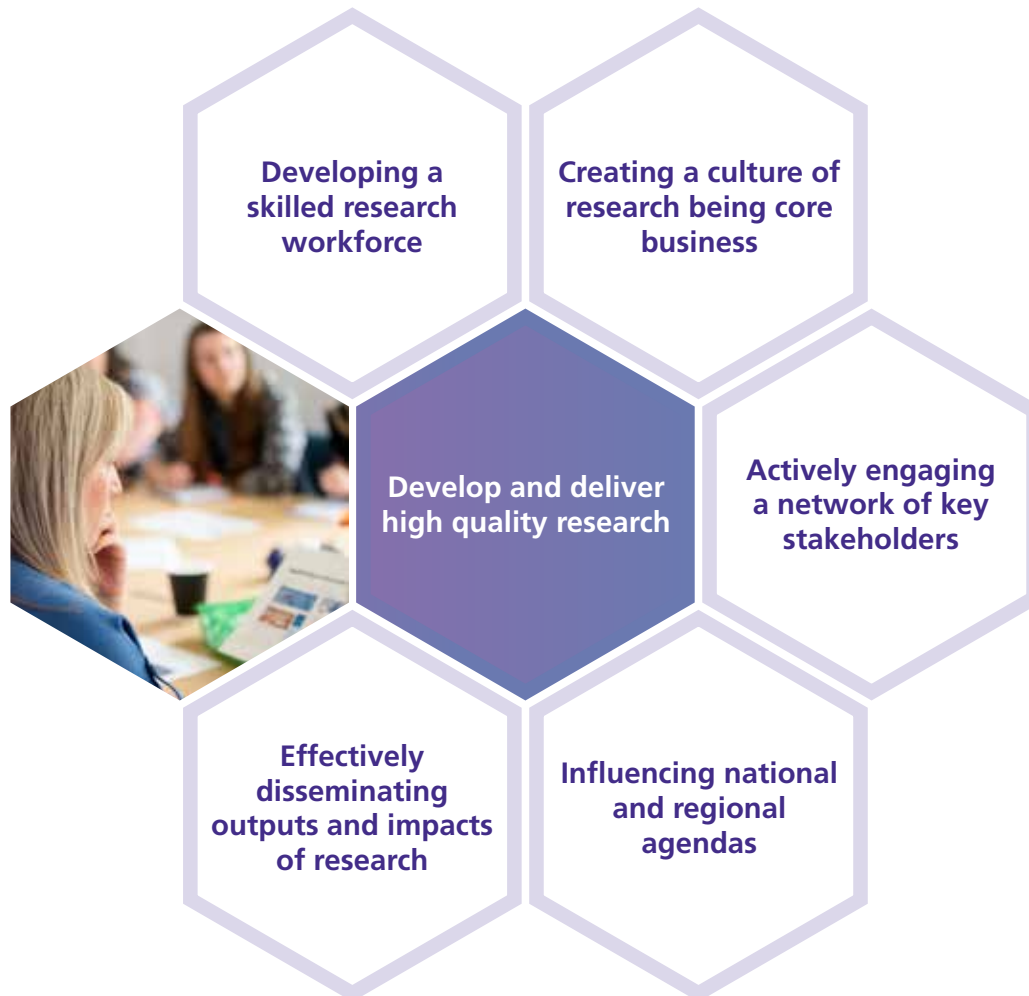 Developing a
skilled research
workforce
Creating a culture of
research being core
business
Develop and deliver
high quality research
Actively engaging
a network of key
stakeholders
Effectively
disseminating
outputs and impacts
of research
Influencing national
and regional
agendas